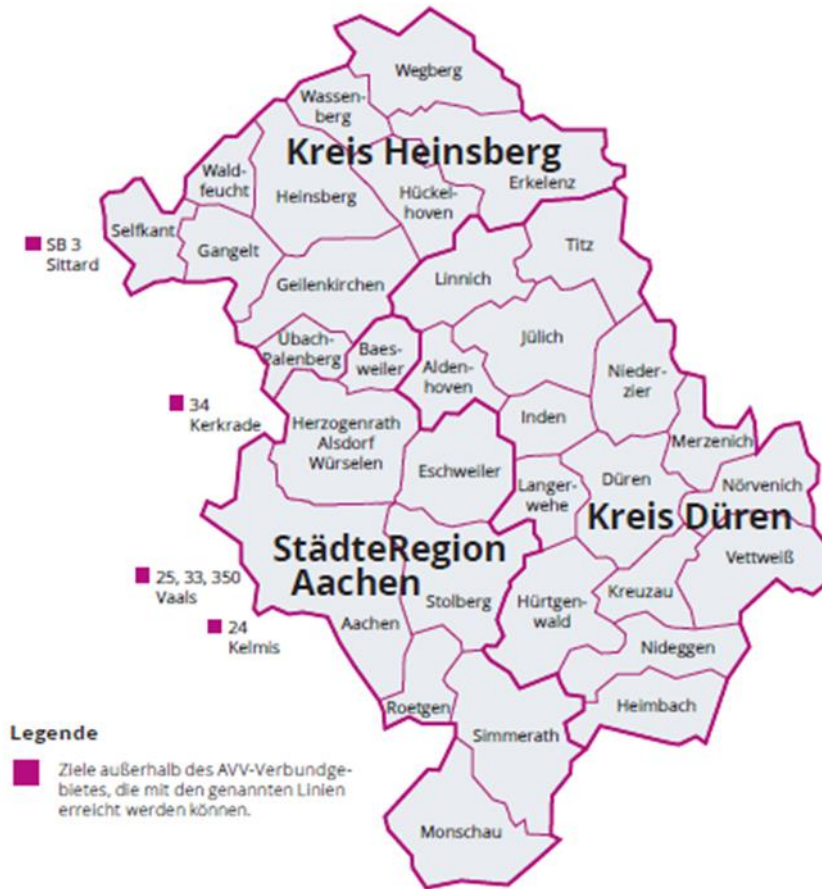 Wegberg
Wassen-
berg
Kreis Heinsberg
Erkelenz
Wald-
feucht
Heinsberg
Hückel-
hoven
Selfkant
Gangelt
SB 3
Sittard
Titz
Linnich
Geilenkirchen
Übach-
Palenberg
Baes-
weiler
Jülich
Alden-
hoven
Nieder-
zier
34
Kerkrade
Herzogenrath
Alsdorf
Würselen
Inden
Merzenich
Eschweiler
Langer-
wehe
Düren
Nörvenich
Kreis Düren
StädteRegion
Aachen
Vettweiß
25, 33, 350
Vaals
Stolberg
Hürtgen-
wald
Kreuzau
24
Kelmis
Aachen
Nideggen
Roetgen
Heimbach
Simmerath
Monschau
Legende
Ziele außerhalb des AVV-Verbundge-
bietes, die mit den genannten Linien
erreicht werden können.